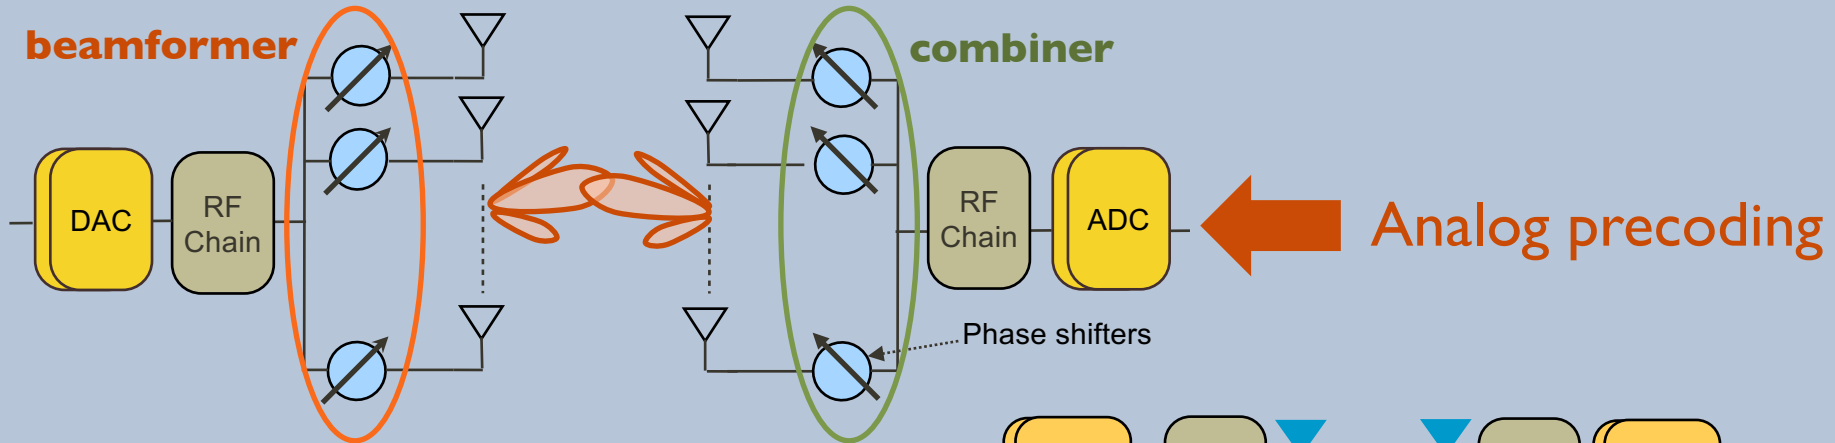 beamformer
combiner
DAC
RF
Chain
RF
Chain
ADC
Analog precoding
Phase shifters